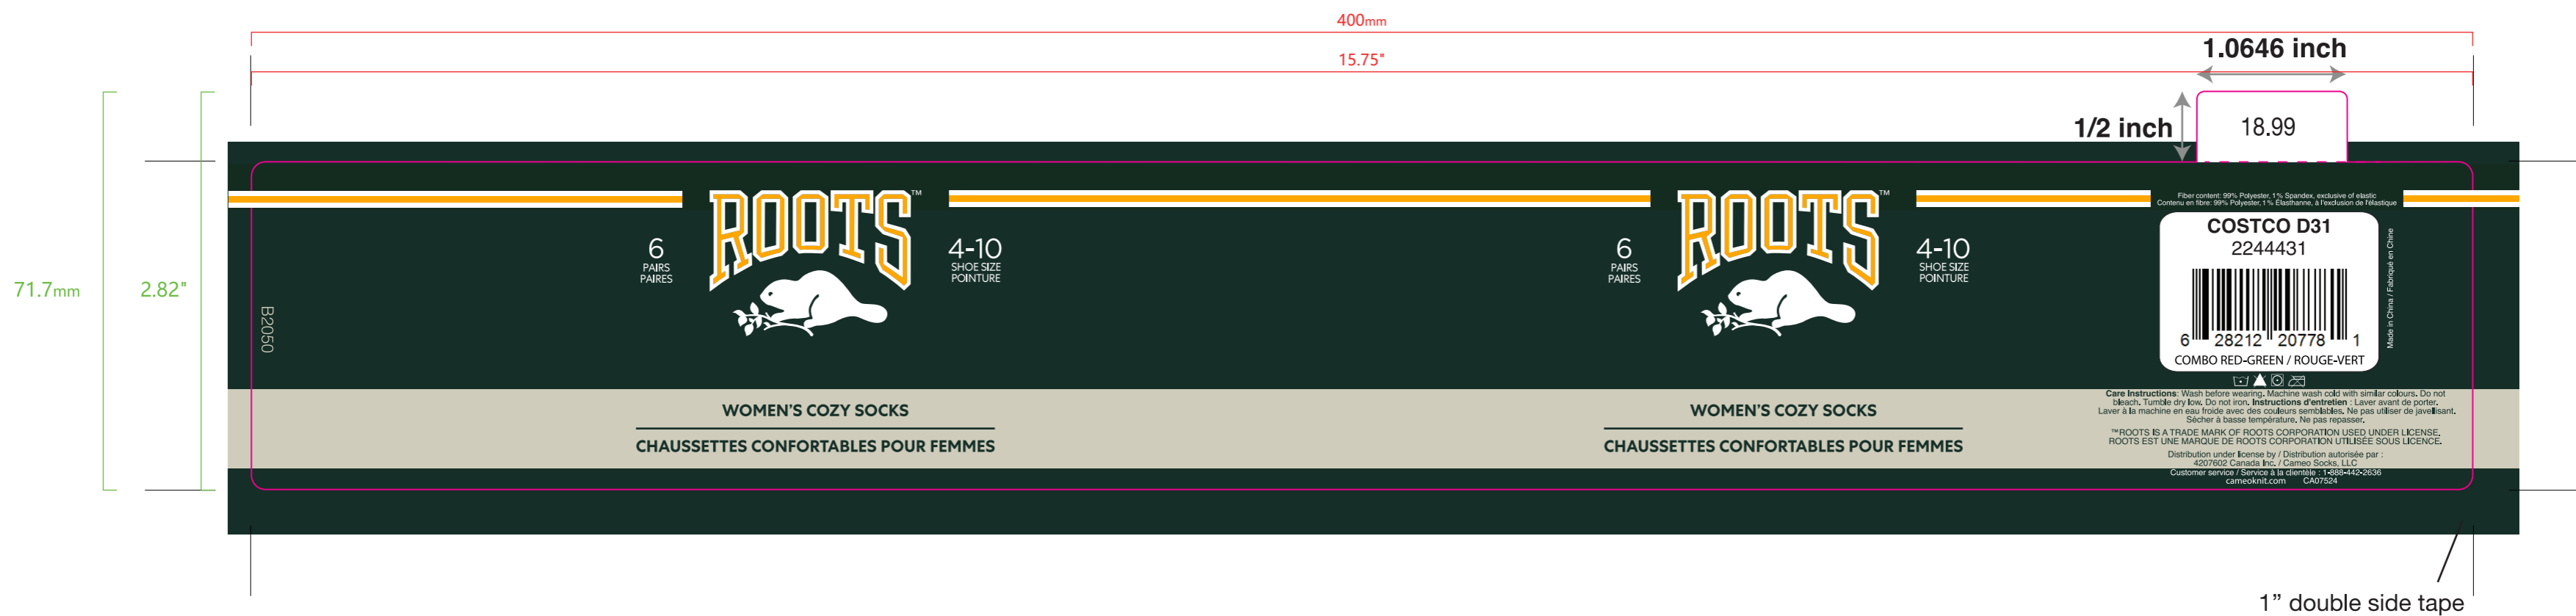 400mm
15.75"
1.0646 inch
1/2 inch
18.99
71.7mm
2.82"
B2050
6
PAIRS
PAIRES
ROOTS™
4-10
SHOE SIZE
POINTURE
WOMEN'S COZY SOCKS
CHAUSSETTES CONFORTABLES POUR FEMMES
6
PAIRS
PAIRES
ROOTS™
4-10
SHOE SIZE
POINTURE
WOMEN'S COZY SOCKS
CHAUSSETTES CONFORTABLES POUR FEMMES
Fiber content: 99% Polyester, 1% Spandex, exclusive of elastic
Contenu en fibre: 99% Polyester, 1% Élasthanne, à l'exclusion de l'élastique
COSTCO D31
2244431
6 28212 20778 1
COMBO RED-GREEN / ROUGE-VERT
Made in China / Fabriqué en Chine
Care Instructions: Wash before wearing. Machine wash cold with similar colours. Do not
bleach. Tumble dry low. Do not iron. Instructions d'entretien : Laver avant de porter.
Laver à la machine en eau froide avec des couleurs semblables. Ne pas utiliser de javellisant.
Sécher à basse température. Ne pas repasser.
™ROOTS IS A TRADE MARK OF ROOTS CORPORATION USED UNDER LICENSE.
ROOTS EST UNE MARQUE DE ROOTS CORPORATION UTILISÉE SOUS LICENCE.
Distribution under license by / Distribution autorisée par :
4207602 Canada Inc. / Cameo Socks, LLC
Customer service / Service à la clientèle : 1-888-442-2636
cameoknit.com CA07524
1” double side tape